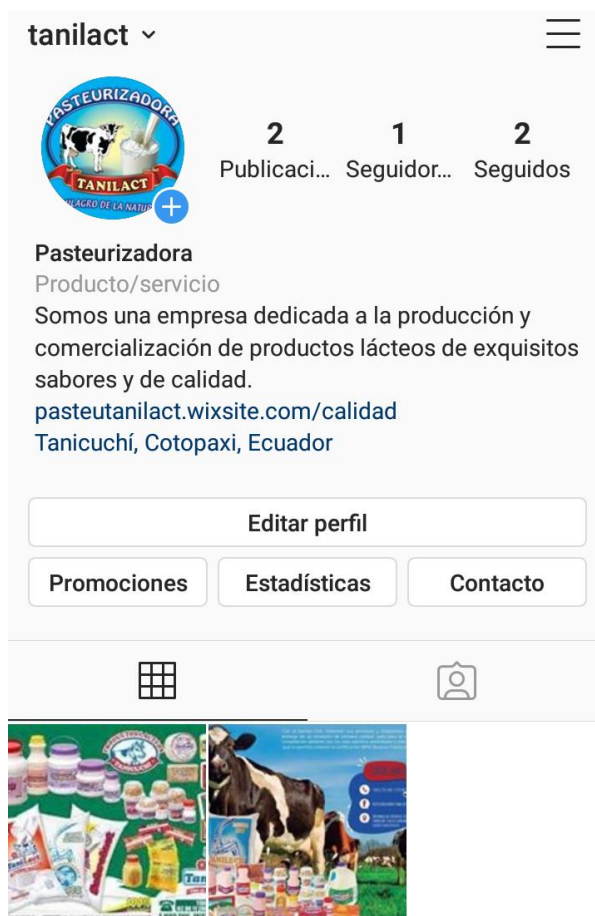 tanilact
PASTEURIZADORA
TANILACT
2
1
2
Publicaci...
Seguidor...
Seguidos
Pasteurizadora
Producto/servicio
Somos una empresa dedicada a la producción y
comercialización de productos lácteos de exquisitos
sabores y de calidad.
pasteutanilact.wixsite.com/calidad
Tanicuchí, Cotopaxi, Ecuador
Editar perfil
Promociones
Estadísticas
Contacto
TANICUCHI
TaniLact